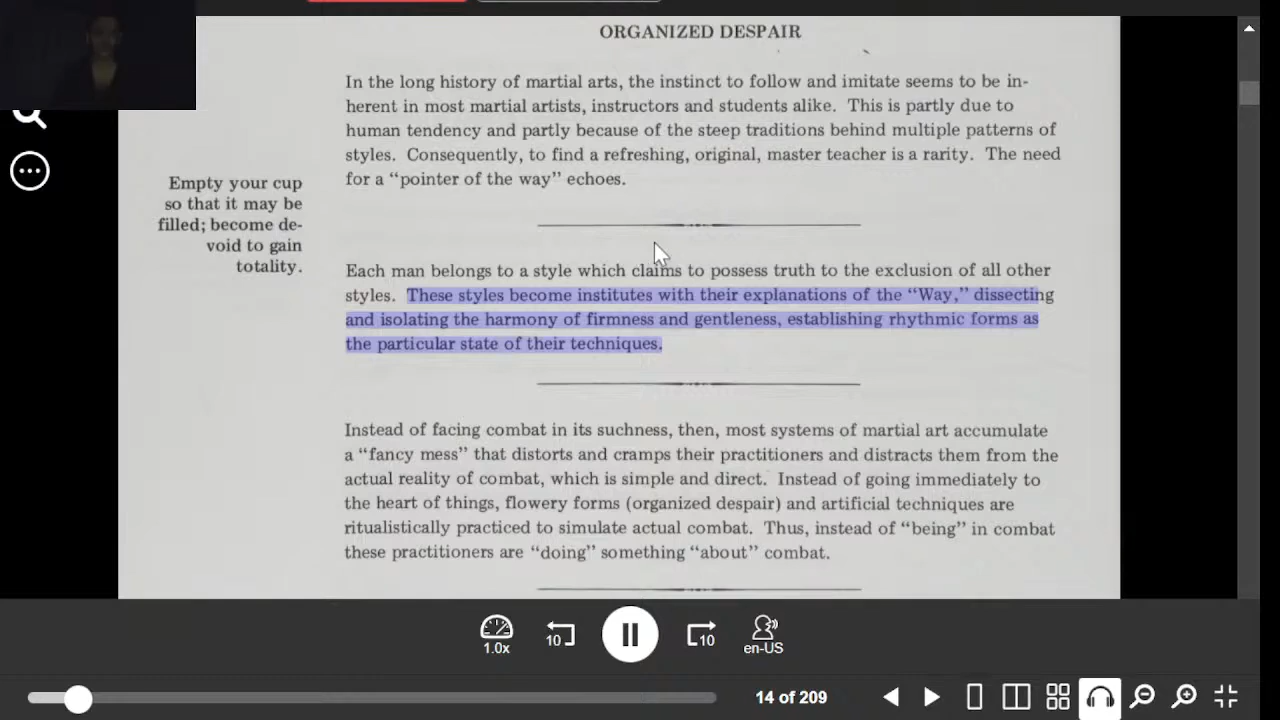 ORGANIZED DESPAIR
In the long history of martial arts, the instinct to follow and imitate seems to be in-
herent in most martial artists, instructors and students alike. This is partly due to
human tendency and partly because of the steep traditions behind multiple patterns of
styles. Consequently, to find a refreshing, original, master teacher is a rarity. The need
for a “pointer of the way” echoes.
Empty your cup
so that it may be
filled; become de-
void to gain
totality.
Each man belongs to a style which claims to possess truth to the exclusion of all other
styles. These styles become institutes with their explanations of the “Way,” dissecting
and isolating the harmony of firmness and gentleness, establishing rhythmic forms as
the particular state of their techniques.
Instead of facing combat in its suchness, then, most systems of martial art accumulate
a “fancy mess” that distorts and cramps their practitioners and distracts them from the
actual reality of combat, which is simple and direct. Instead of going immediately to
the heart of things, flowery forms (organized despair) and artificial techniques are
ritualistically practiced to simulate actual combat. Thus, instead of “being” in combat
these practitioners are “doing” something “about” combat.
1.0x
10
10
en-US
14 of 209